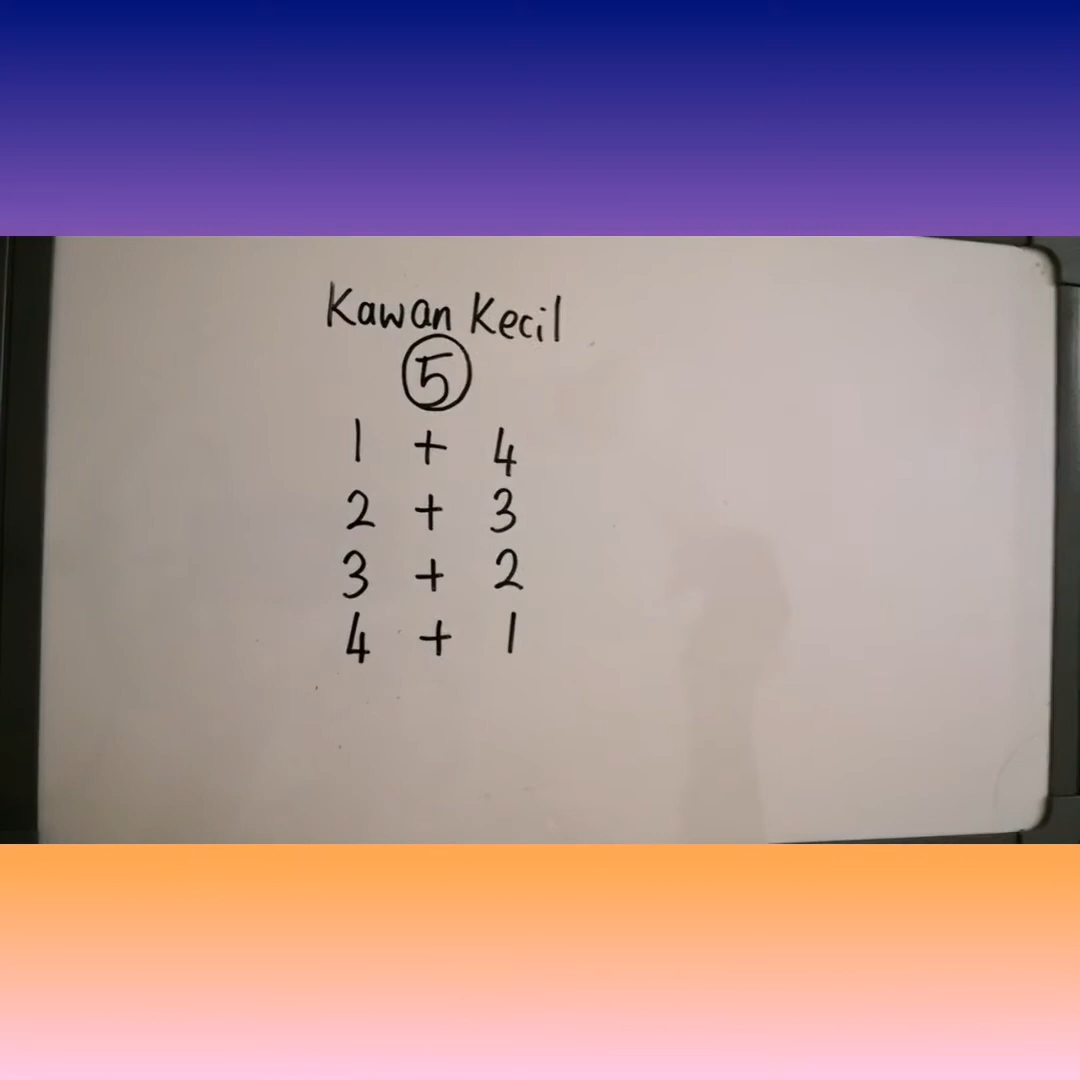 Kawan Kecil
5
1 + 4
2 + 3
3 + 2
4 + 1